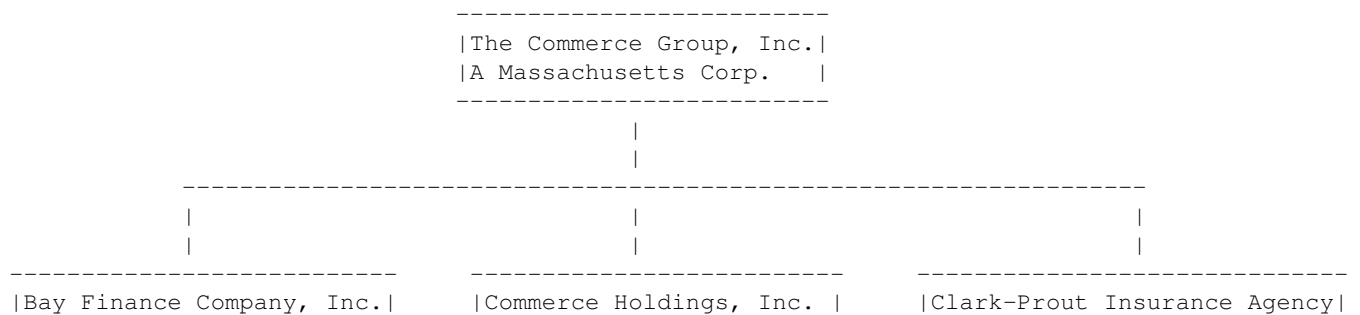 The Commerce Group, Inc.
A Massachusetts Corp.
Bay Finance Company, Inc. Commerce Holdings, Inc. Clark-Prout Insurance Agency